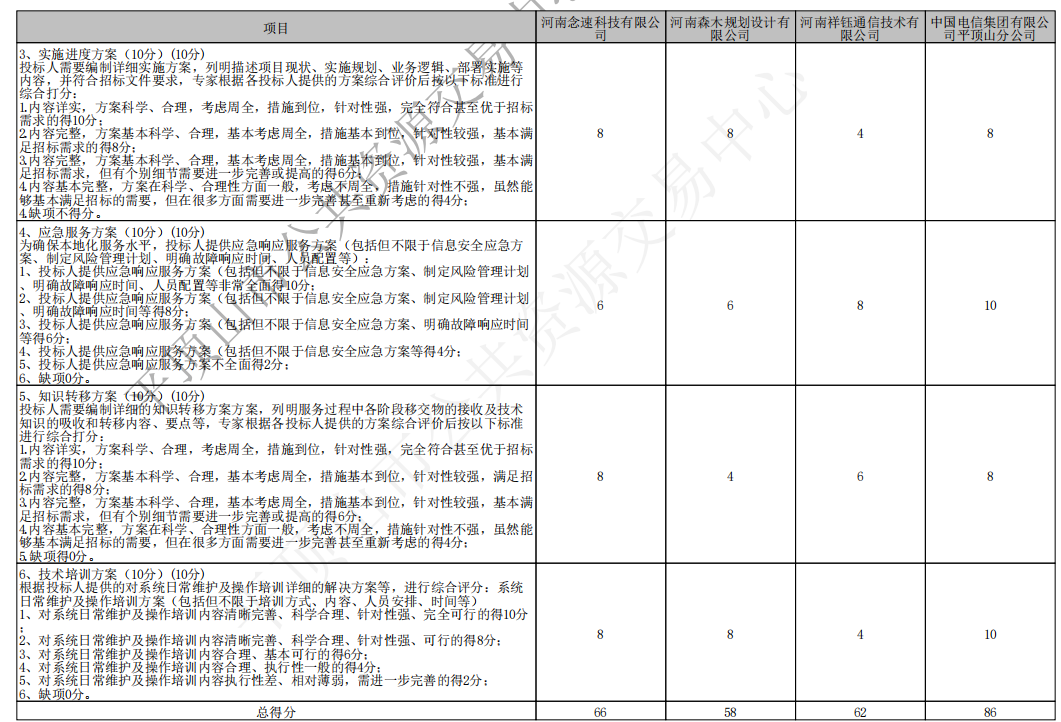 项目
河南念速科技有限公
司
河南森木规划设计有
限公司
河南祥钰通信技术有
限公司
中国电信集团有限公
司平顶山分公司
3、实施进度方案（10分）(10分)
投标人需要编制详细实施方案，列明描述项目现状、实施规划、业务逻辑、部署实施等
内容，并符合招标文件要求，专家根据各投标人提供的方案综合评价后按以下标准进行
综合打分：
1.内容详实，方案科学、合理，考虑周全，措施到位，针对性强，完全符合甚至优于招标
需求的得10分；
2.内容完整，方案基本科学、合理，基本考虑周全，措施基本到位，针对性较强，基本满
足招标需求的得8分；
3.内容完整，方案基本科学、合理，基本考虑周全，措施基本到位，针对性较强，基本满
足招标需求，但有个别细节需要进一步完善或提高的得6分；
4.内容基本完整，方案在科学、合理性方面一般，考虑不周全，措施针对性不强，虽然能
够基本满足招标的需要，但在很多方面需要进一步完善甚至重新考虑的得4分；
4.缺项不得分。
8
8
4
8
4、应急服务方案（10分）(10分)
为确保本地化服务水平，投标人提供应急响应服务方案（包括但不限于信息安全应急方
案、制定风险管理计划、明确故障响应时间、人员配置等）：
1、投标人提供应急响应服务方案（包括但不限于信息安全应急方案、制定风险管理计划
、明确故障响应时间、人员配置等非常全面得10分；
2、投标人提供应急响应服务方案（包括但不限于信息安全应急方案、制定风险管理计划
、明确故障响应时间等得8分；
3、投标人提供应急响应服务方案（包括但不限于信息安全应急方案、明确故障响应时间
等得6分；
4、投标人提供应急响应服务方案（包括但不限于信息安全应急方案等得4分；
5、投标人提供应急响应服务方案不全面得2分；
6、缺项0分。
6
6
8
10
5、知识转移方案（10分）(10分)
投标人需要编制详细的知识转移方案方案，列明服务过程中各阶段移交物的接收及技术
知识的吸收和转移内容、要点等，专家根据各投标人提供的方案综合评价后按以下标准
进行综合打分：
1.内容详实，方案科学、合理，考虑周全，措施到位，针对性强，完全符合甚至优于招标
需求的得10分；
2.内容完整，方案基本科学、合理，基本考虑周全，措施基本到位，针对性较强，满足招
标需求的得8分；
3.内容完整，方案基本科学、合理，基本考虑周全，措施基本到位，针对性较强，基本满
足招标需求，但有个别细节需要进一步完善或提高的得6分；
4.内容基本完整，方案在科学、合理性方面一般，考虑不周全，措施针对性不强，虽然能
够基本满足招标的需要，但在很多方面需要进一步完善甚至重新考虑的得4分；
5.缺项得0分。
8
4
6
8
6、技术培训方案（10分）(10分)
根据投标人提供的对系统日常维护及操作培训详细的解决方案等，进行综合评分：系统
日常维护及操作培训方案（包括但不限于培训方式、内容、人员安排、时间等）
1、对系统日常维护及操作培训内容清晰完善、科学合理、针对性强、完全可行的得10分
；
2、对系统日常维护及操作培训内容清晰完善、科学合理、针对性强、可行的得8分；
3、对系统日常维护及操作培训内容合理、基本可行的得6分；
4、对系统日常维护及操作培训内容合理、执行性一般的得4分；
5、对系统日常维护及操作培训内容执行性差、相对薄弱，需进一步完善的得2分；
6、缺项0分。
8
8
4
10
总得分
66
58
62
86
平顶山市公共资源交易中心
平顶山市公共资源交易中心